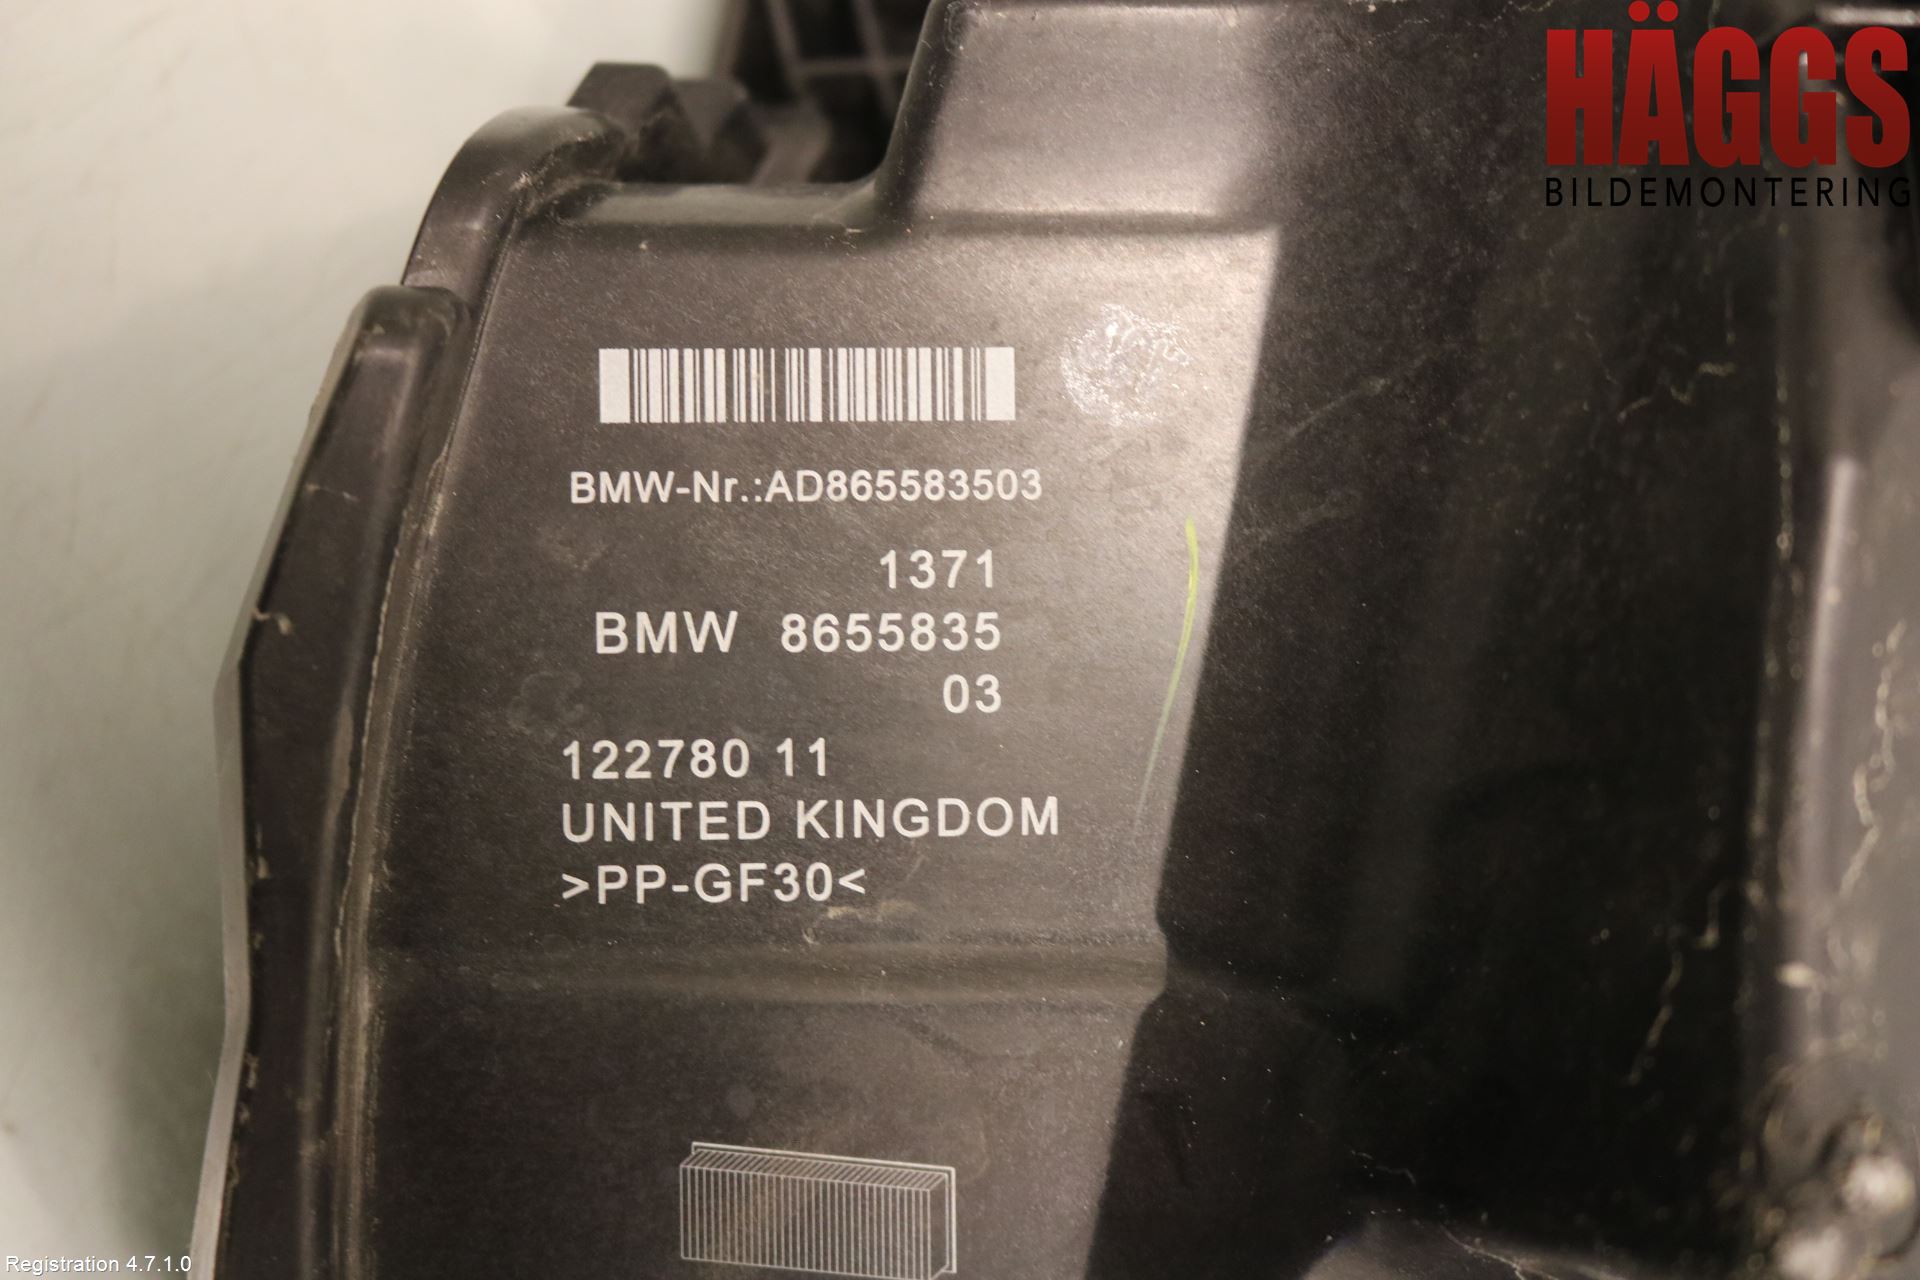 HÄGGS
BILDEMONTERING
BMW-Nr.:AD865583503
1371
BMW 8655835
03
122780 11
UNITED KINGDOM
>PP-GF30<
Registration 4.7.1.0